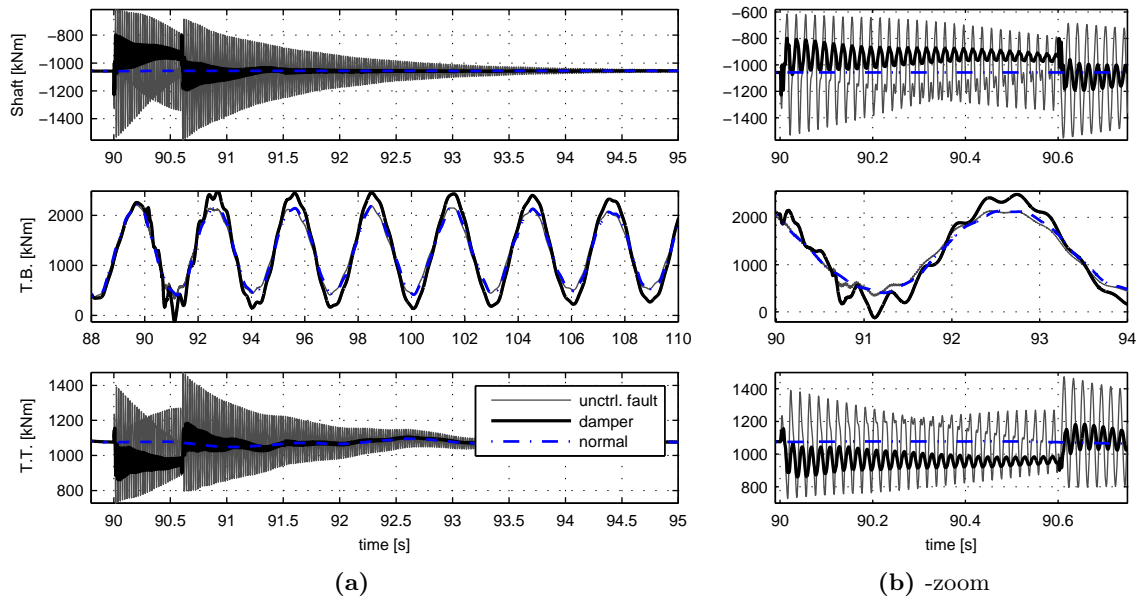 −800
−1000
−1200
−1400
Shaft [kNm]
90 90.5 91 91.5 92 92.5 93 93.5 94 94.5 95
2000
1000
0
T.B. [kNm]
88 90 92 94 96 98 100 102 104 106 108 110
1400
1200
1000
800
T.T. [kNm]
unctrl. fault
damper
normal
90 90.5 91 91.5 92 92.5 93 93.5 94 94.5 95
time [s]
(a)
−600
−800
−1000
−1200
−1400
90 90.2 90.4 90.6
2000
1000
0
90 91 92 93 94
1400
1200
1000
800
90 90.2 90.4 90.6
time [s]
(b) -zoom